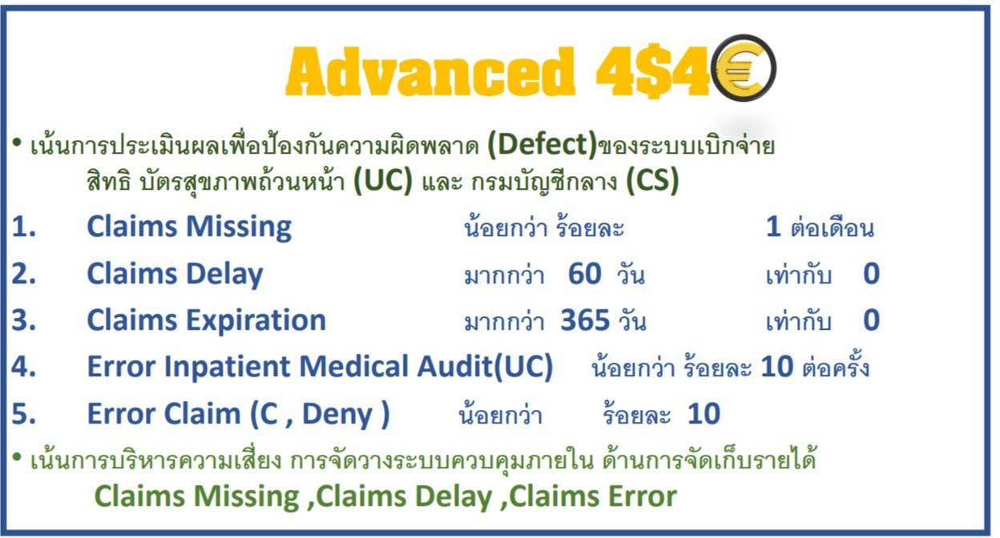 Advanced 4$4€
• เน้นการประเมินผลเพื่อป้องกันความผิดพลาด (Defect)ของระบบเบิกจ่าย
สิทธิ บัตรสุขภาพถ้วนหน้า (UC) และ กรมบัญชีกลาง (CS)
1. Claims Missing น้อยกว่า ร้อยละ 1 ต่อเดือน
2. Claims Delay มากกว่า 60 วัน เท่ากับ 0
3. Claims Expiration มากกว่า 365 วัน เท่ากับ 0
4. Error Inpatient Medical Audit(UC) น้อยกว่า ร้อยละ 10 ต่อครั้ง
5. Error Claim (C , Deny ) น้อยกว่า ร้อยละ 10
• เน้นการบริหารความเสี่ยง การจัดวางระบบควบคุมภายใน ด้านการจัดเก็บรายได้
Claims Missing ,Claims Delay ,Claims Error